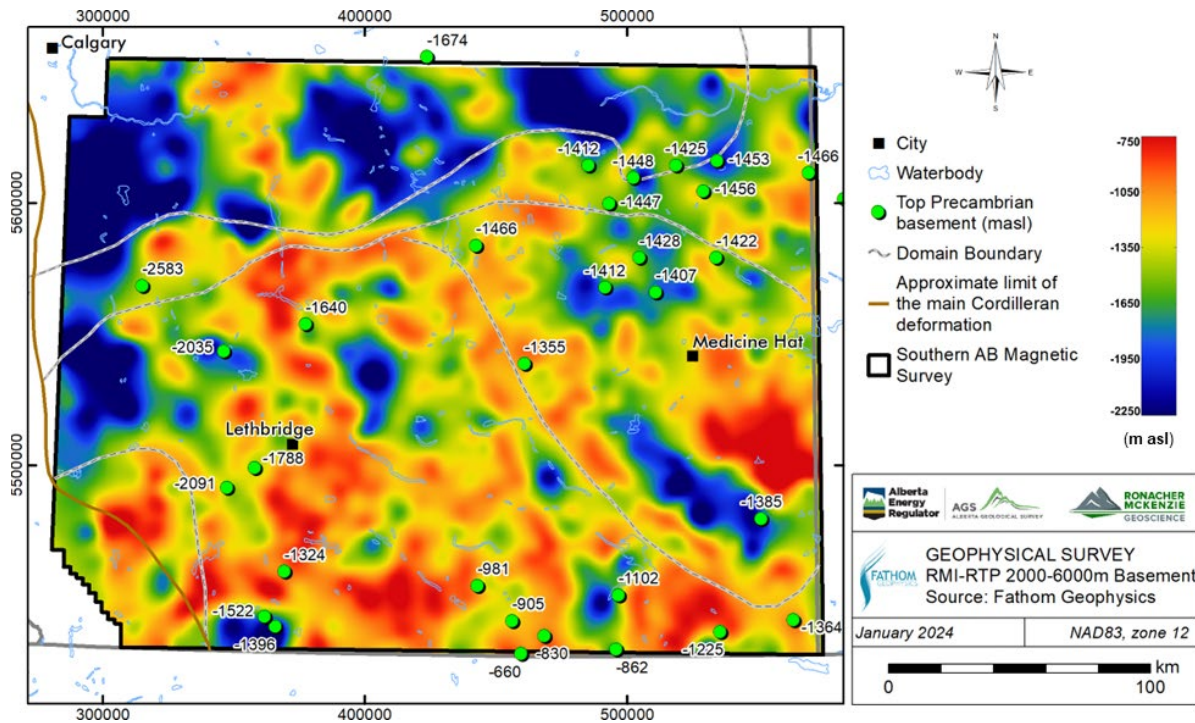 300000 400000 500000
Calgary
-1674
-1412
-1448
-1425
-1453
-1466
-1447
-1456
5600000
-1466
-1428
-1422
-2583
-1412
-1407
-1640
-2035
-1355
Medicine Hat
Lethbridge
-1788
5500000
-2091
-1385
-1324
-981
-1102
-905
-1522
-1396
-830
-1225
-1364
-660
-862
300000 400000 500000
N
W E
S
City
Waterbody
Top Precambrian
basement (masl)
Domain Boundary
Approximate limit of
the main Cordilleran
deformation
Southern AB Magnetic
Survey
-750
-1050
-1350
-1650
-1950
-2250
(m asl)
Alberta
Energy
Regulator
AGS
ALBERTA GEOLOGICAL SURVEY
RONACHER
MCKENZIE
GEOSCIENCE
FATHOM
GEOPHYSICS
GEOPHYSICAL SURVEY
RMI-RTP 2000-6000m Basement
Source: Fathom Geophysics
January 2024
NAD83, zone 12
km
0 100